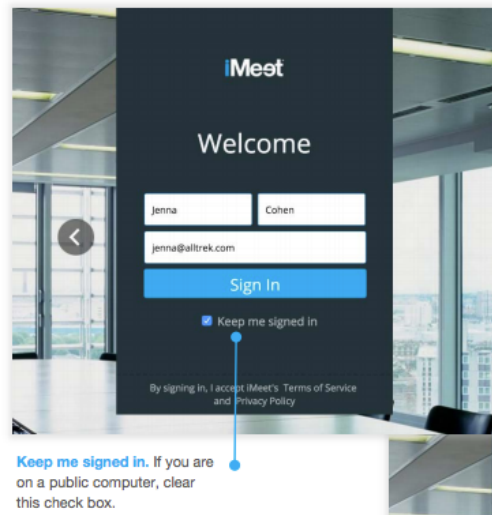 iMeet
Welcome
Jenna
Cohen
jenna@alltrek.com
Sign In
Keep me signed in
By signing in, I accept iMeet's Terms of Service
and Privacy Policy
Keep me signed in. If you are
on a public computer, clear
this check box.